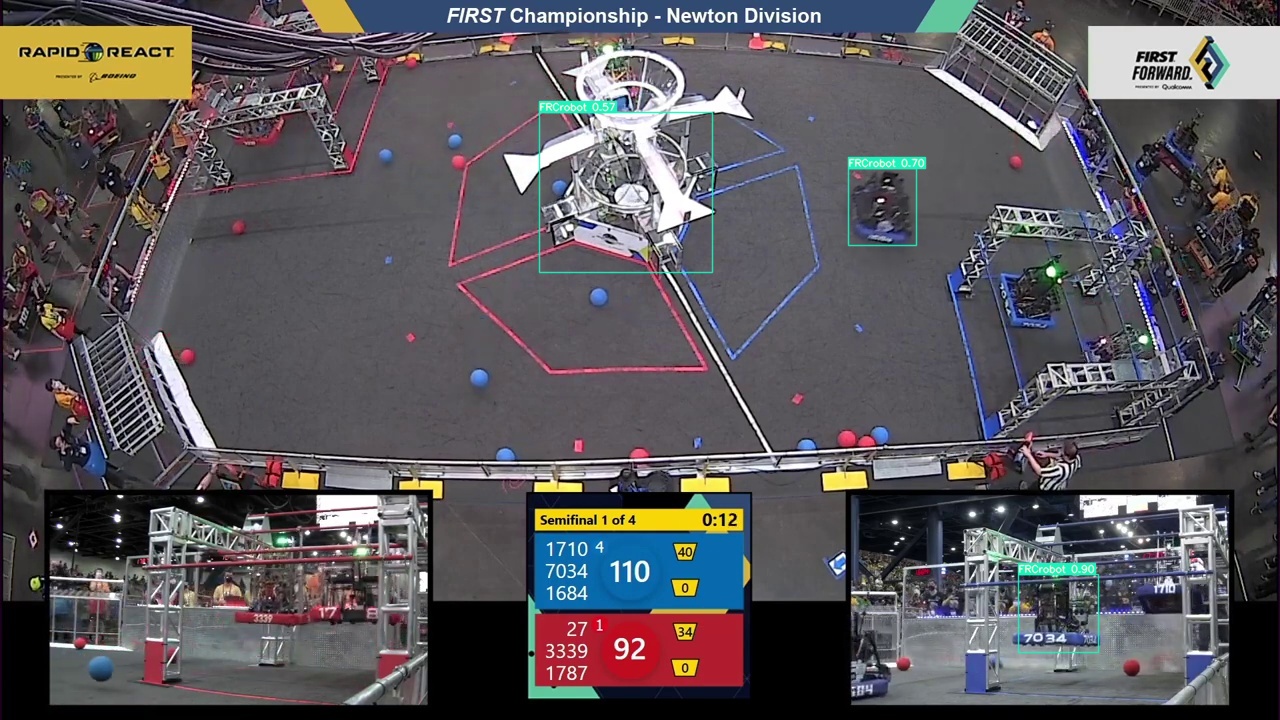 FIRST Championship - Newton Division
RAPID REACT
PRESENTED BY BOEING
FIRST
FORWARD
PRESENTED BY Qualcomm
FRCrobot 0.57
FRCrobot 0.70
Semifinal 1 of 4 0:12
1710 4 40
7034 110
1684 0
27 1 34
3339 92
1787 0
3339
17
FRCrobot 0.90
7034
1710